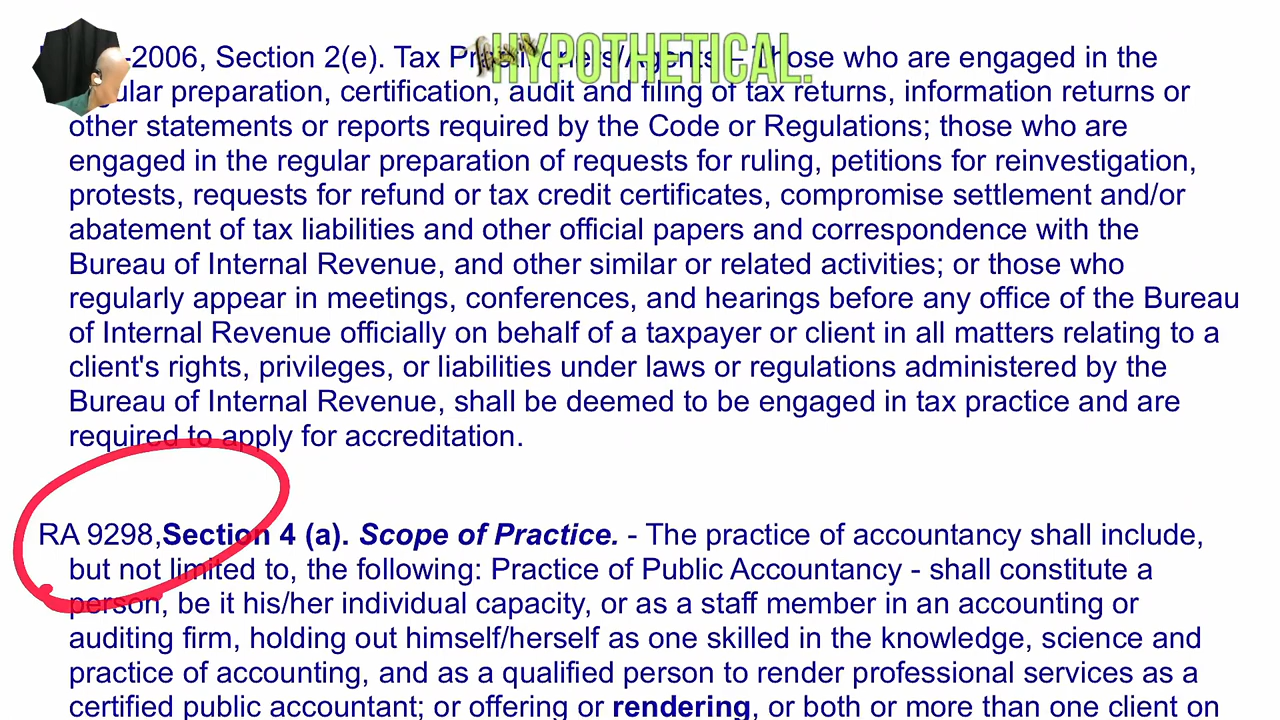 HYPOTHETICAL.
-2006, Section 2(e). Tax Practitioners/Agents - Those who are engaged in the
regular preparation, certification, audit and filing of tax returns, information returns or
other statements or reports required by the Code or Regulations; those who are
engaged in the regular preparation of requests for ruling, petitions for reinvestigation,
protests, requests for refund or tax credit certificates, compromise settlement and/or
abatement of tax liabilities and other official papers and correspondence with the
Bureau of Internal Revenue, and other similar or related activities; or those who
regularly appear in meetings, conferences, and hearings before any office of the Bureau
of Internal Revenue officially on behalf of a taxpayer or client in all matters relating to a
client's rights, privileges, or liabilities under laws or regulations administered by the
Bureau of Internal Revenue, shall be deemed to be engaged in tax practice and are
required to apply for accreditation.
RA 9298,Section 4 (a). Scope of Practice. - The practice of accountancy shall include,
but not limited to, the following: Practice of Public Accountancy - shall constitute a
person, be it his/her individual capacity, or as a staff member in an accounting or
auditing firm, holding out himself/herself as one skilled in the knowledge, science and
practice of accounting, and as a qualified person to render professional services as a
certified public accountant; or offering or rendering, or both or more than one client on